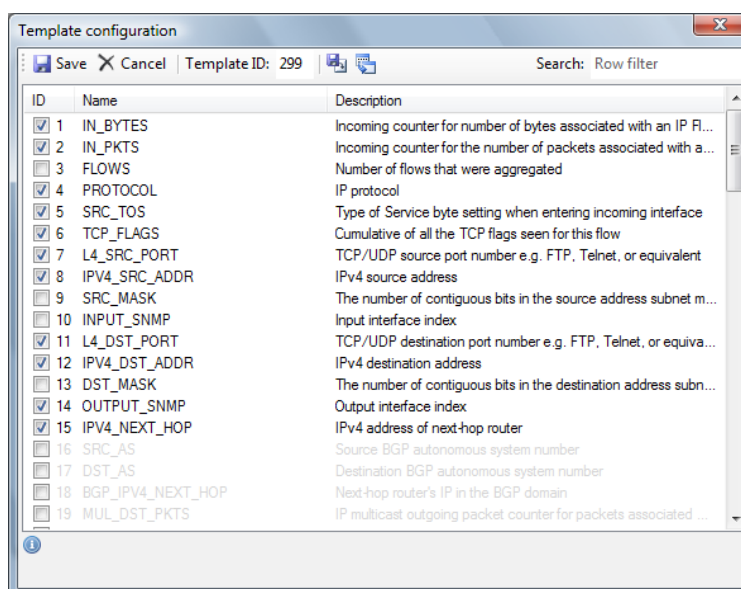 Template configuration
Save Cancel Template ID: 299 Search: Row filter
ID Name Description
1 IN_BYTES Incoming counter for number of bytes associated with an IP Fl...
2 IN_PKTS Incoming counter for the number of packets associated with a...
3 FLOWS Number of flows that were aggregated
4 PROTOCOL IP protocol
5 SRC_TOS Type of Service byte setting when entering incoming interface
6 TCP_FLAGS Cumulative of all the TCP flags seen for this flow
7 L4_SRC_PORT TCP/UDP source port number e.g. FTP, Telnet, or equivalent
8 IPV4_SRC_ADDR IPv4 source address
9 SRC_MASK The number of contiguous bits in the source address subnet m...
10 INPUT_SNMP Input interface index
11 L4_DST_PORT TCP/UDP destination port number e.g. FTP, Telnet, or equiva...
12 IPV4_DST_ADDR IPv4 destination address
13 DST_MASK The number of contiguous bits in the destination address subn...
14 OUTPUT_SNMP Output interface index
15 IPV4_NEXT_HOP IPv4 address of next-hop router
16 SRC_AS Source BGP autonomous system number
17 DST_AS Destination BGP autonomous system number
18 BGP_IPV4_NEXT_HOP Next-hop router's IP in the BGP domain
19 MUL_DST_PKTS IP multicast outgoing packet counter for packets associated ...